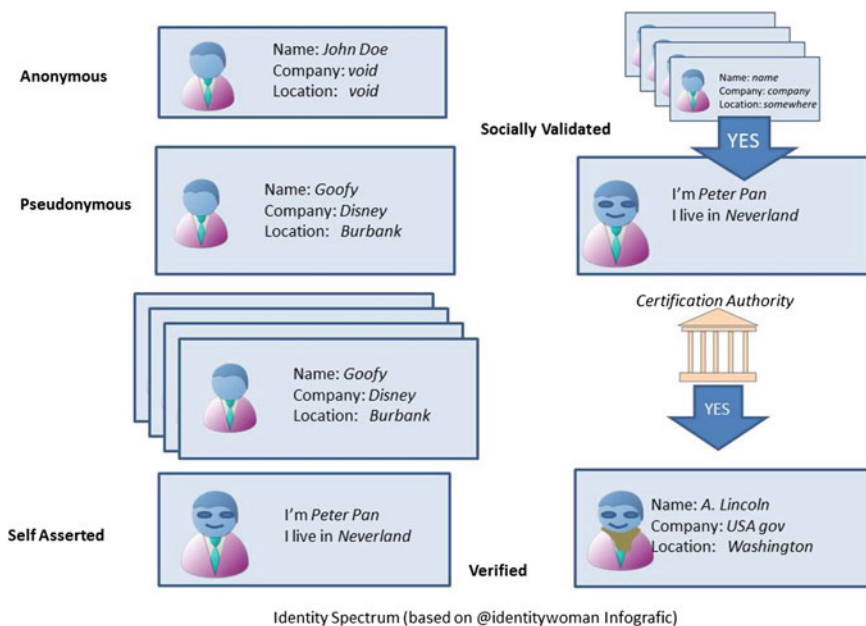 Anonymous
Name: John Doe
Company: void
Location: void
Pseudonymous
Name: Goofy
Company: Disney
Location: Burbank
Name: Goofy
Company: Disney
Location: Burbank
Self Asserted
I'm Peter Pan
I live in Neverland
Name: name
Company: company
Location: somewhere
Socially Validated
YES
I'm Peter Pan
I live in Neverland
Certification Authority
YES
Verified
Name: A. Lincoln
Company: USA gov
Location: Washington
Identity Spectrum (based on @identitywoman Infografic)